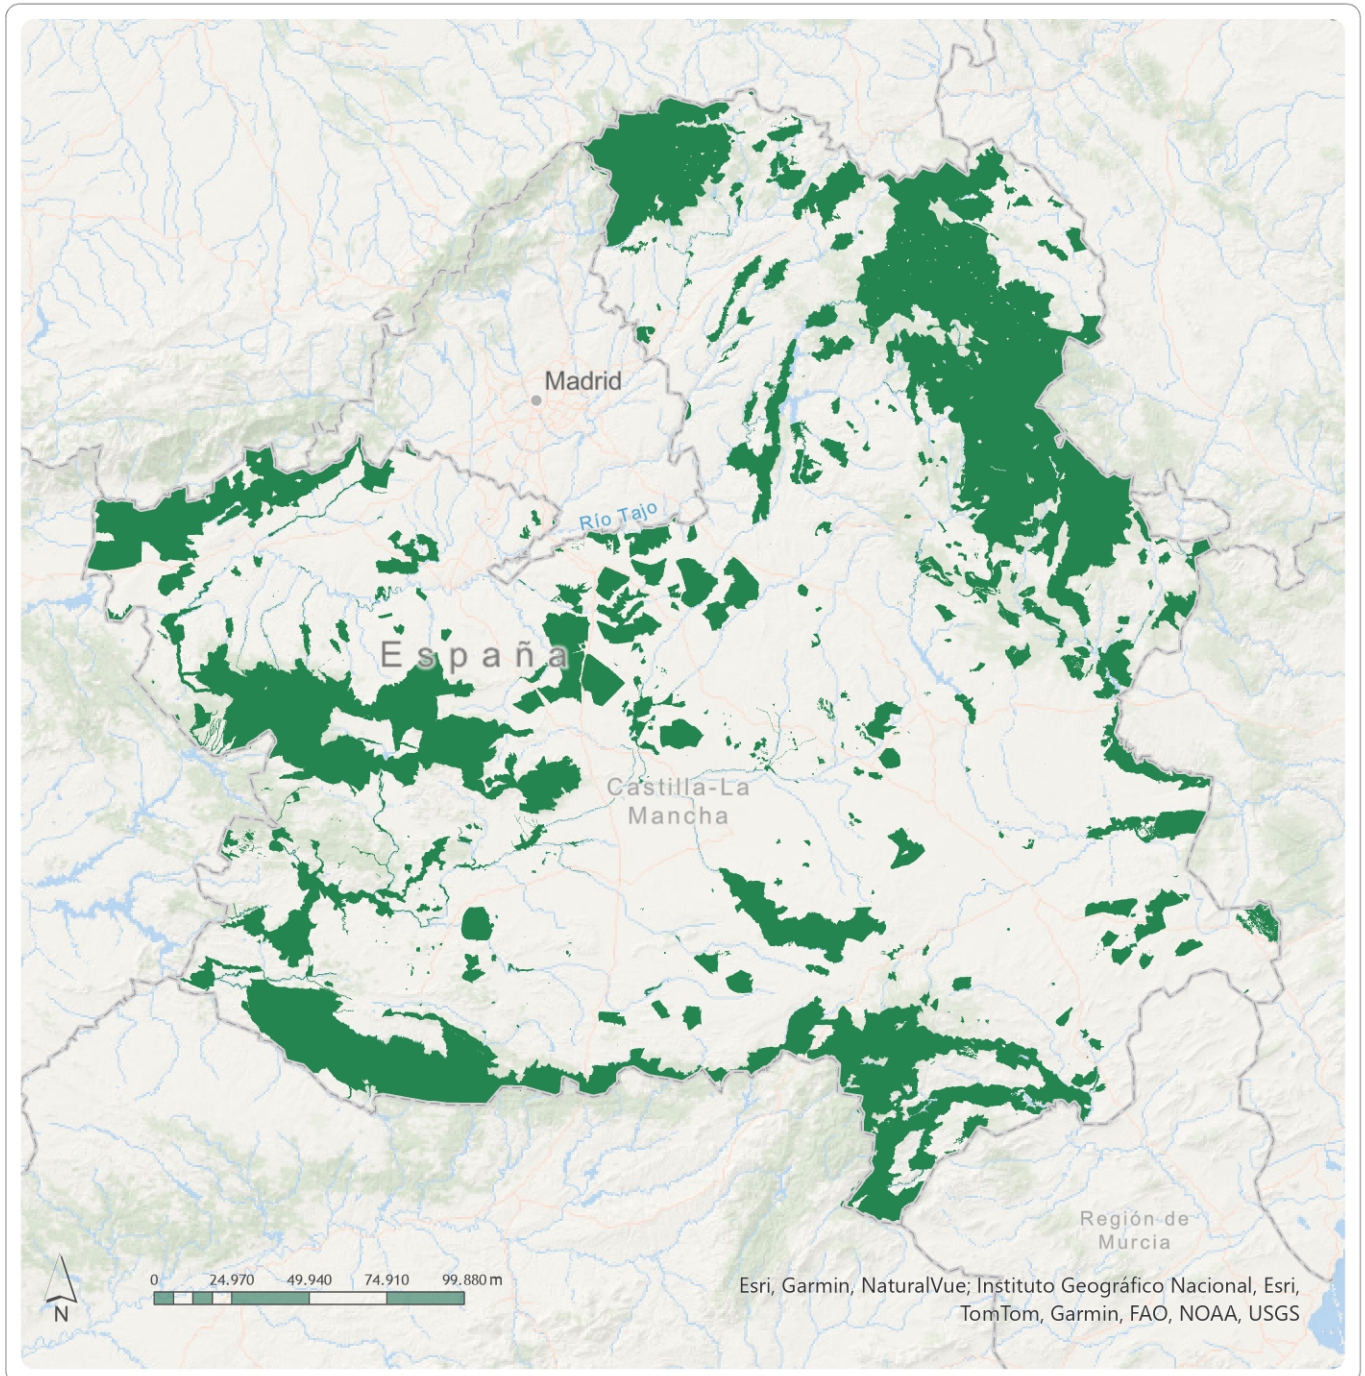 Madrid
Río Tajo
España
Castilla-La
Mancha
Región de
Murcia
0 24.970 49.940 74.910 99.880 m
N
Esri, Garmin, NaturalVue; Instituto Geográfico Nacional, Esri,
TomTom, Garmin, FAO, NOAA, USGS